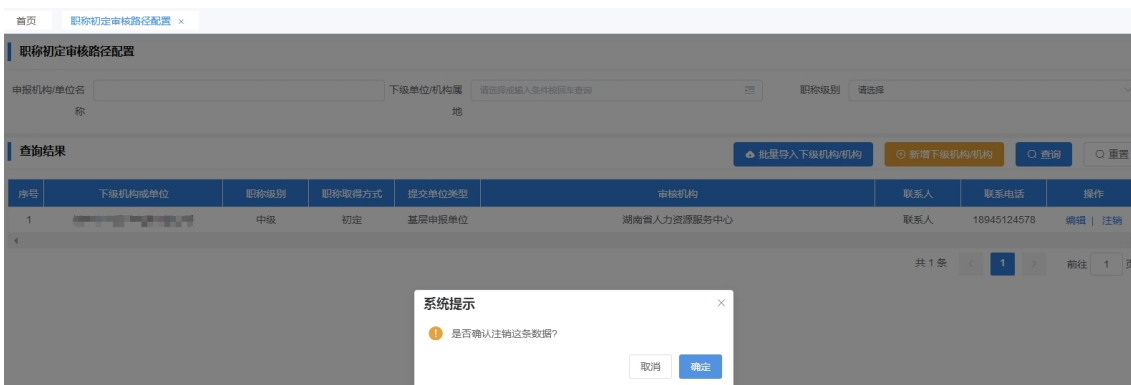 首页 职称初定审核路径配置 ×
职称初定审核路径配置
申报机构/单位名称 下级单位/机构属地 请选择或输入条件按回车查询 职称级别 请选择
查询结果 批量导入下级机构/机构 新增下级机构/机构 查询 重置
序号 下级机构或单位 职称级别 职称取得方式 提交单位类型 审核机构 联系人 联系电话 操作
1 中级 初定 基层申报单位 湖南省人力资源服务中心 联系人 18945124578 编辑 | 注销
共 1 条 < 1 > 前往 1
系统提示 ×
是否确认注销这条数据?
取消 确定